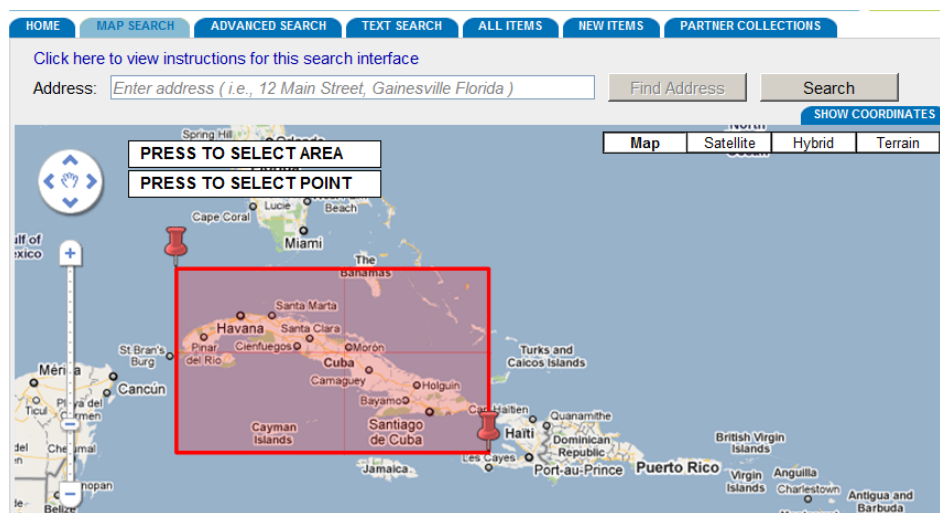 HOME MAP SEARCH ADVANCED SEARCH TEXT SEARCH ALL ITEMS NEW ITEMS PARTNER COLLECTIONS
Click here to view instructions for this search interface
Address: Enter address ( i.e., 12 Main Street, Gainesville Florida ) Find Address Search
SHOW COORDINATES
Map Satellite Hybrid Terrain
Spring Hill
PRESS TO SELECT AREA
PRESS TO SELECT POINT
Lucie
Beach
Cape Coral
Miami
The
Bahamas
Santa Marta
Havana
Santa Clara
Pinar
del Rio
Cienfuegos
Morón
St Bran's
Burg
Cuba
Camaguey
Holguin
Bayamo
Santiago
de Cuba
Cayman
Islands
Turks and
Caicos Islands
Cancún
Ticul
Quanamithe
Haiti
Dominican
Republic
Les Cayes
Port-au-Prince
Jamaica
Puerto Rico
British Virgin
Islands
Virgin
Islands
Anguilla
Charlestown
Antigua and
Barbuda
Belize